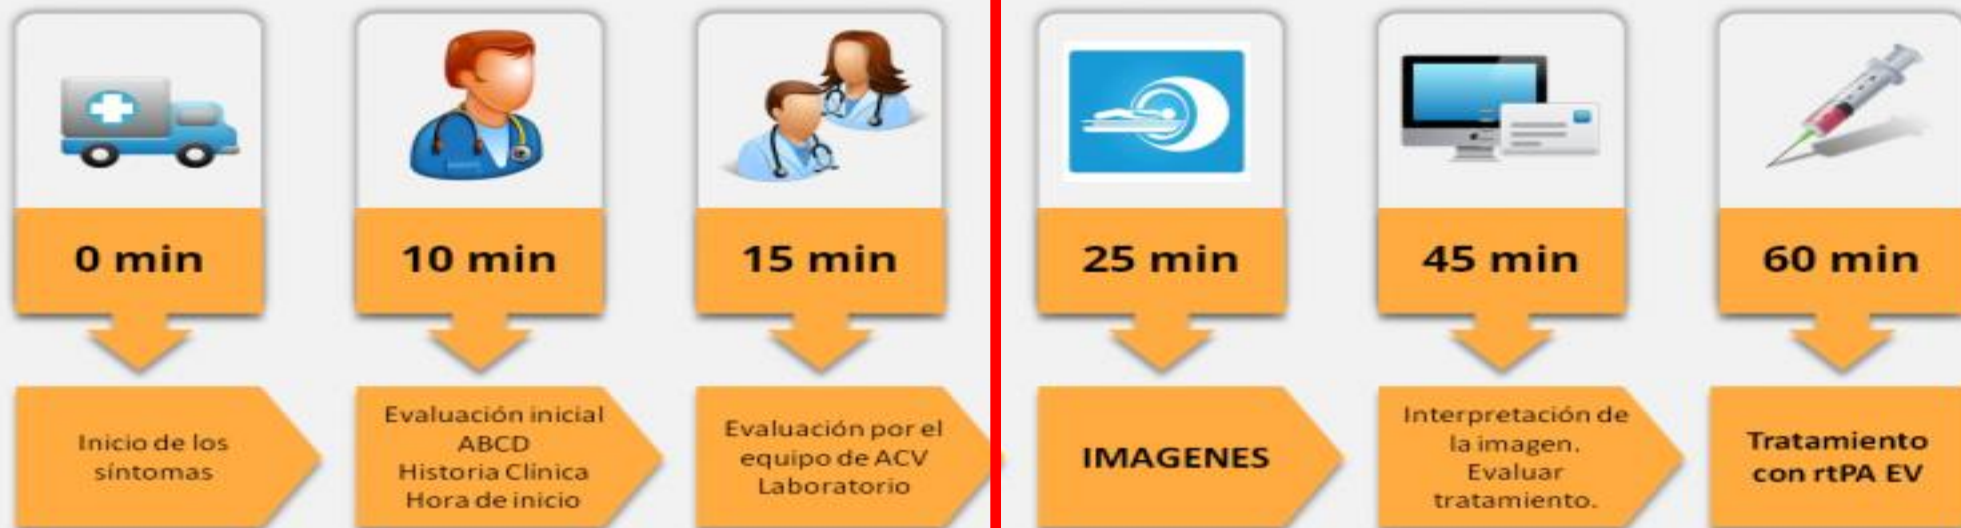 0 min
10 min
15 min
25 min
45 min
60 min
Inicio de los
síntomas
Evaluación inicial
ABCD
Historia Clínica
Hora de inicio
Evaluación por el
equipo de ACV
Laboratorio
IMAGENES
Interpretación de
la imagen.
Evaluar
tratamiento.
Tratamiento
con rtPA EV